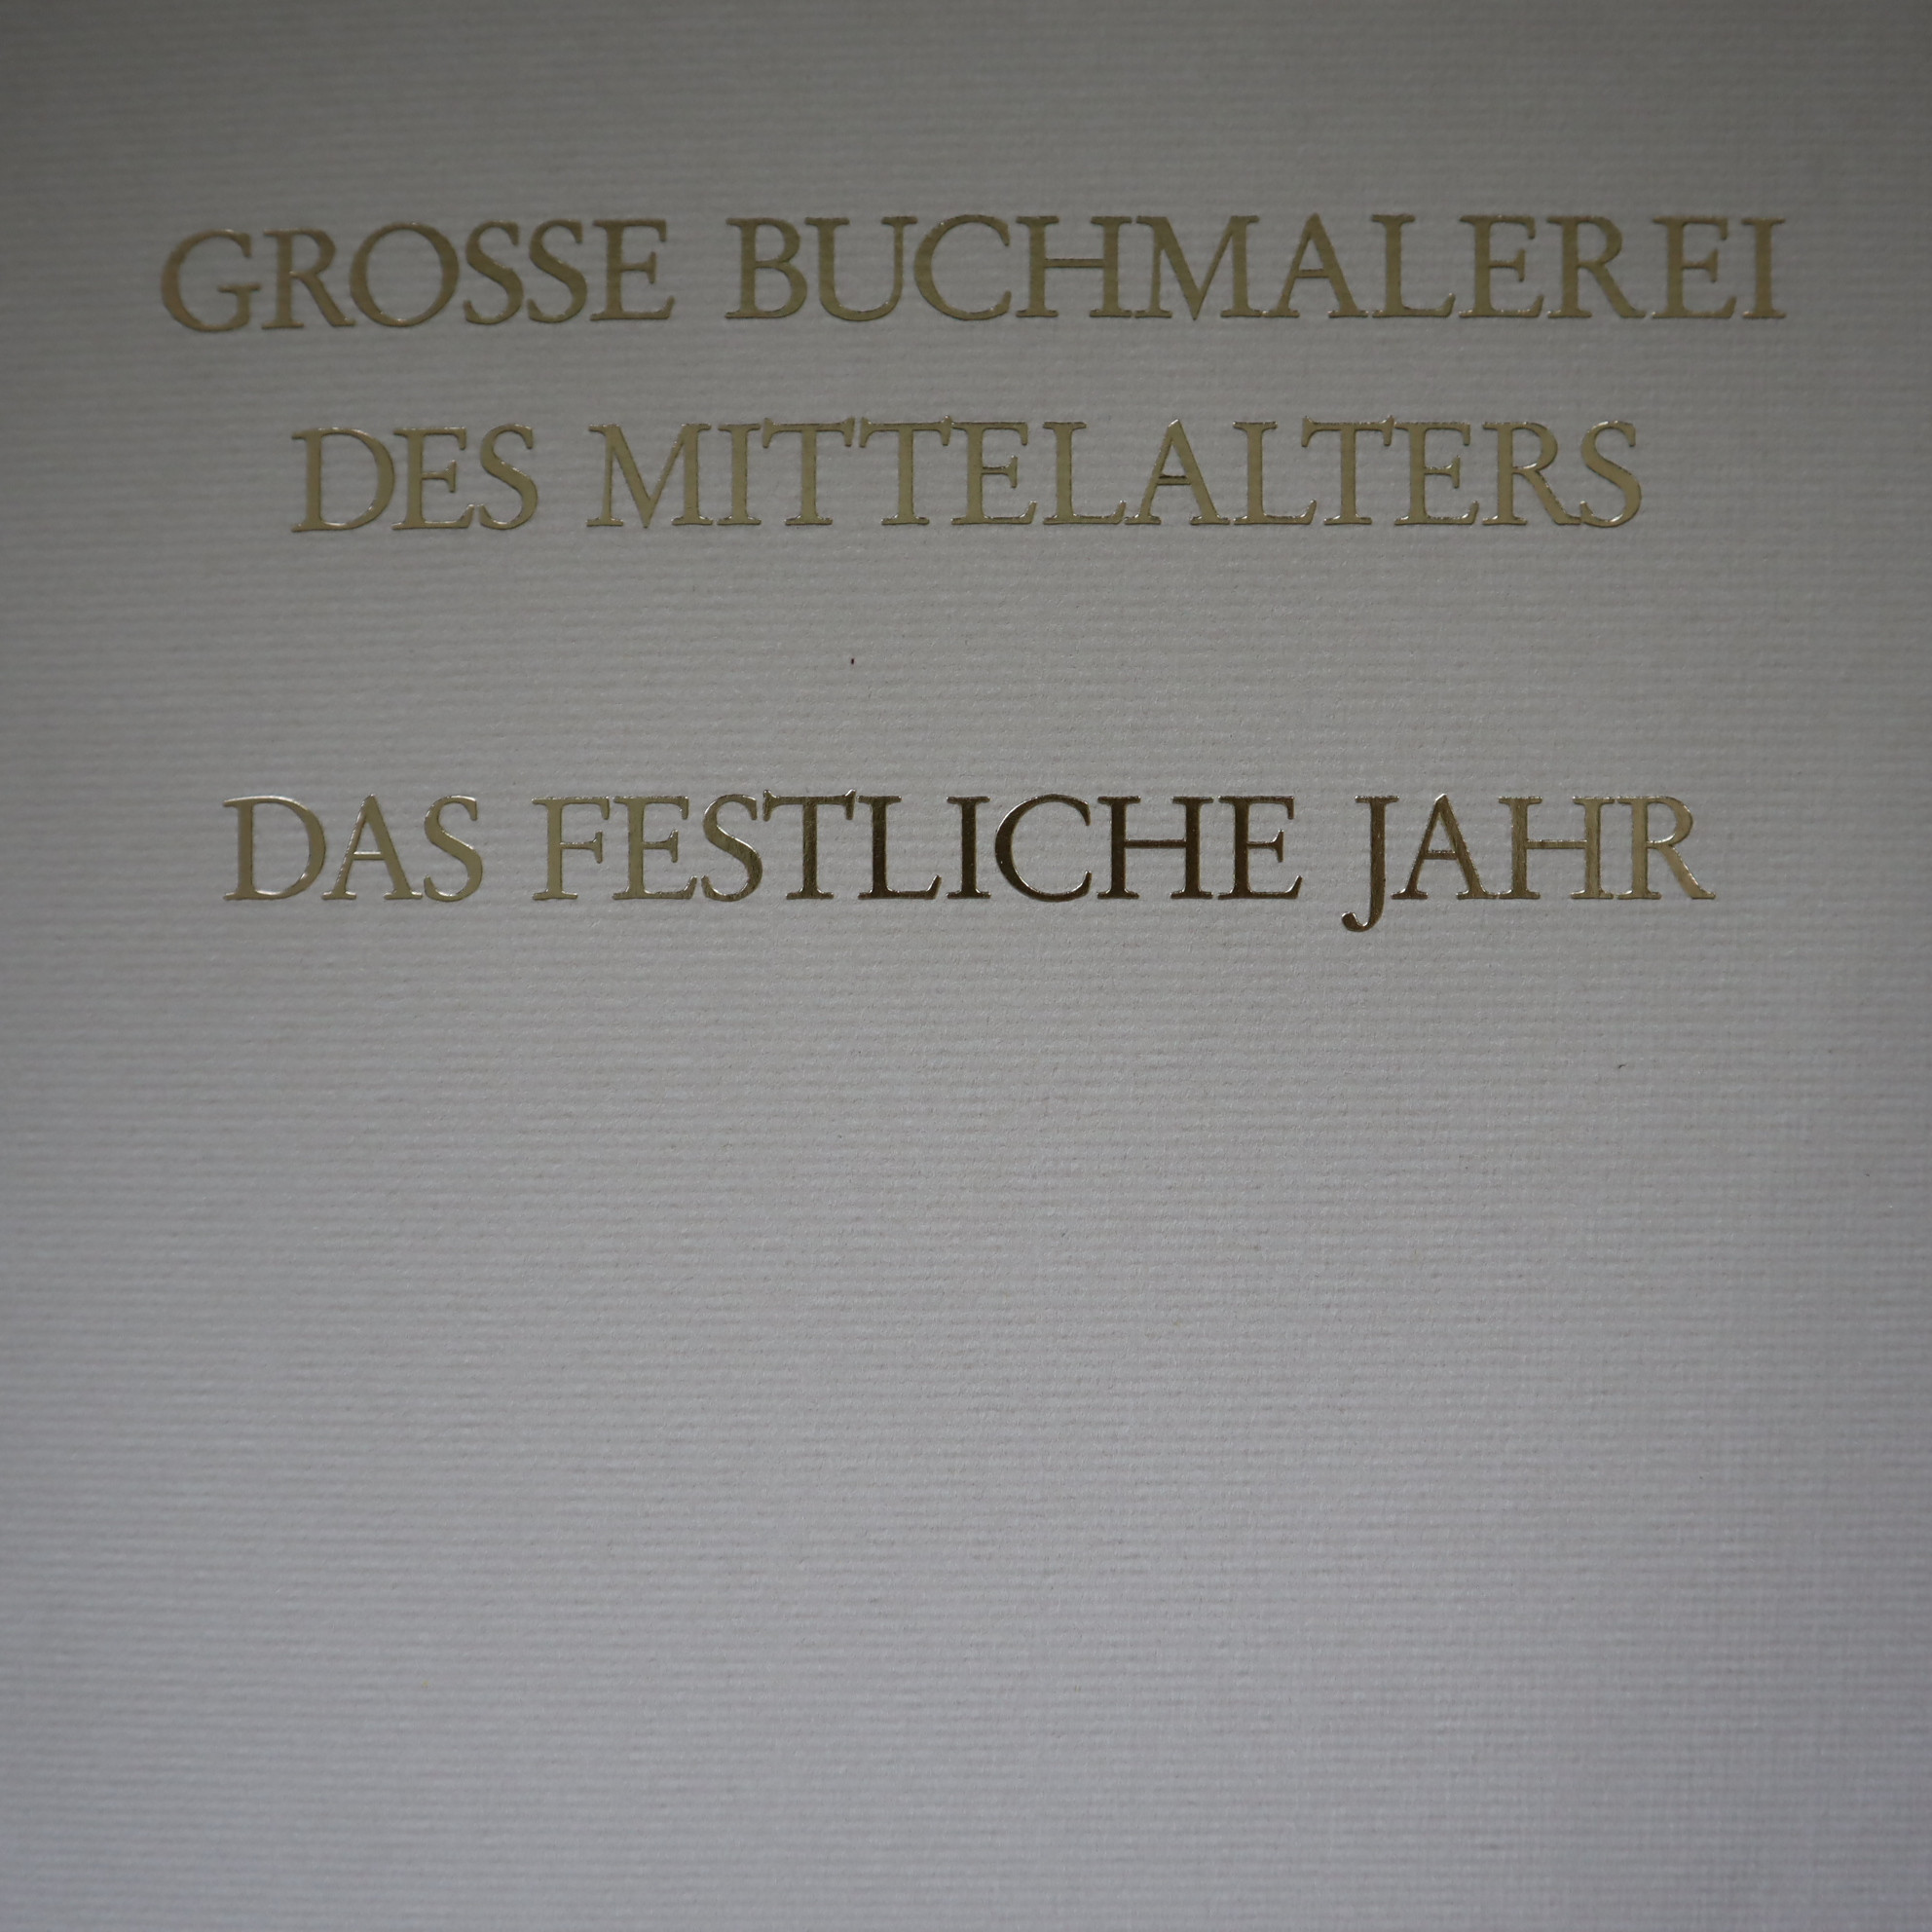 GROSSE BUCHMALEREI
DES MITTELALTERS
DAS FESTLICHE JAHR